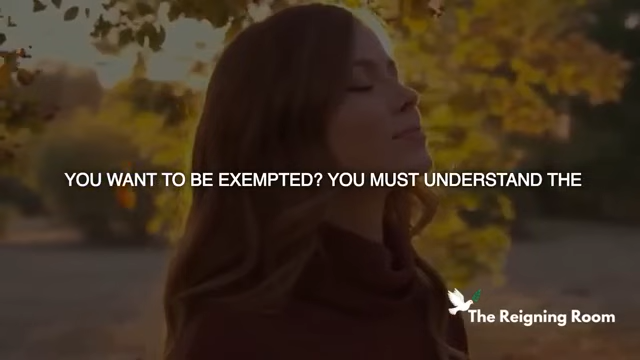 YOU WANT TO BE EXEMPTED? YOU MUST UNDERSTAND THE
The Reigning Room